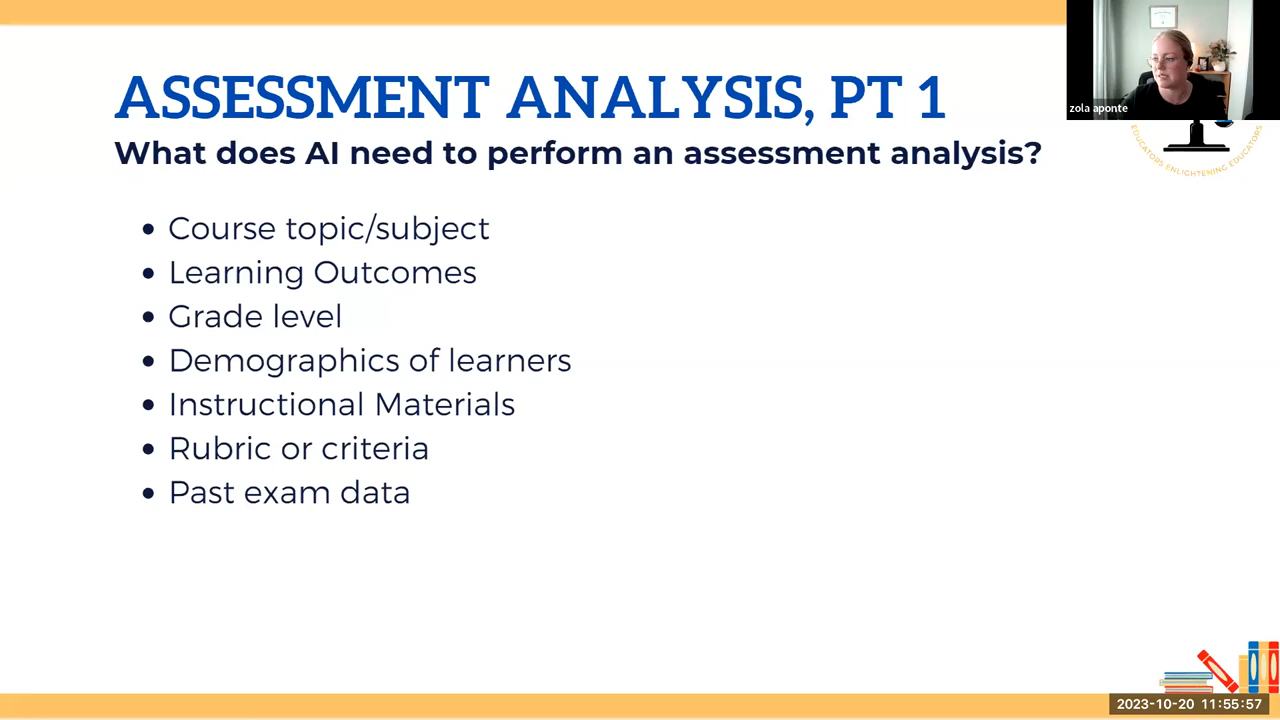 ASSESSMENT ANALYSIS, PT 1
zola aponte
What does AI need to perform an assessment analysis?
EDUCATORS ENLIGHTENING EDUCATORS
• Course topic/subject
• Learning Outcomes
• Grade level
• Demographics of learners
• Instructional Materials
• Rubric or criteria
• Past exam data
2023-10-20 11:55:57